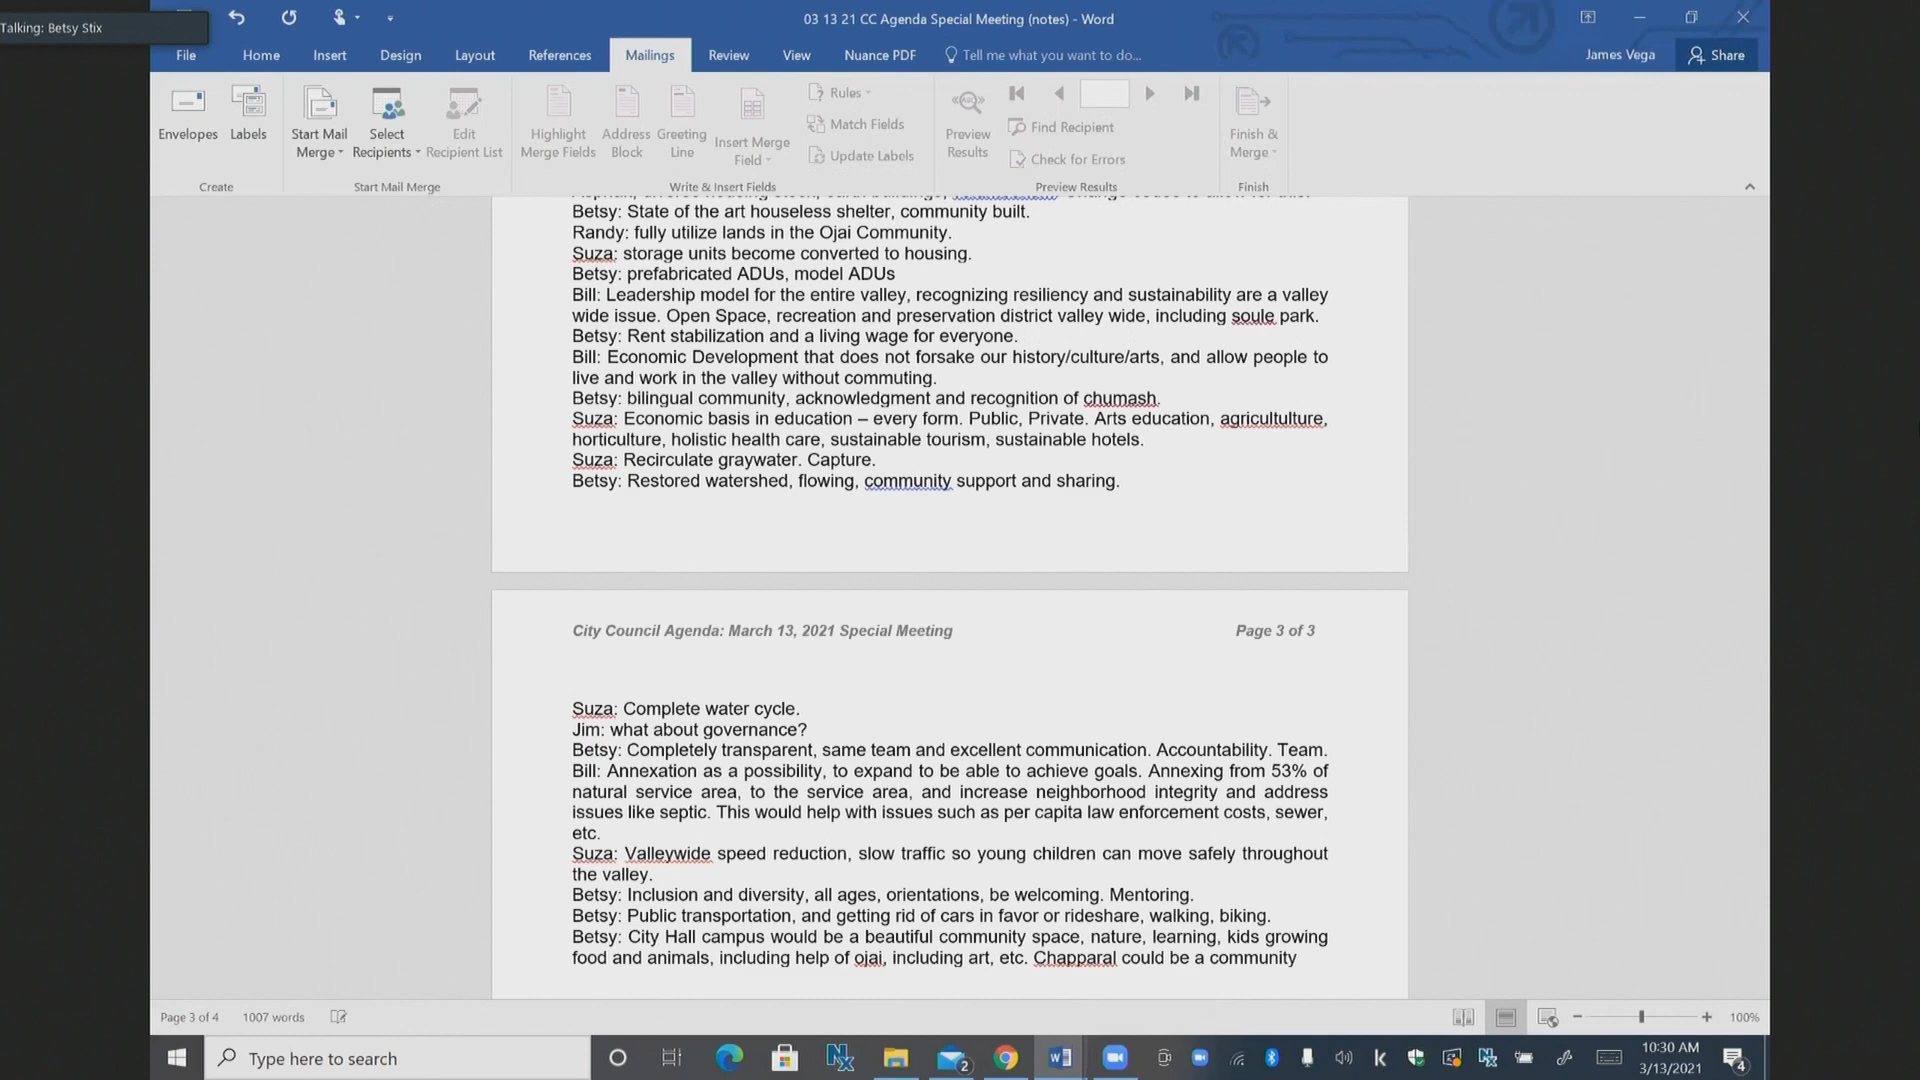 Talking: Betsy Stix
03 13 21 CC Agenda Special Meeting (notes) - Word
File Home Insert Design Layout References Mailings Review View Nuance PDF Tell me what you want to do... James Vega Share
Envelopes Labels Start Mail Merge Select Recipients Edit Recipient List Highlight Merge Fields Address Block Greeting Line Insert Merge Field Rules Match Fields Update Labels Preview Results Find Recipient Check for Errors Finish & Merge
Create Start Mail Merge Write & Insert Fields Preview Results Finish
Betsy: State of the art houseless shelter, community built.
Randy: fully utilize lands in the Ojai Community.
Suza: storage units become converted to housing.
Betsy: prefabricated ADUs, model ADUs
Bill: Leadership model for the entire valley, recognizing resiliency and sustainability are a valley
wide issue. Open Space, recreation and preservation district valley wide, including soule park.
Betsy: Rent stabilization and a living wage for everyone.
Bill: Economic Development that does not forsake our history/culture/arts, and allow people to
live and work in the valley without commuting.
Betsy: bilingual community, acknowledgment and recognition of chumash.
Suza: Economic basis in education – every form. Public, Private. Arts education, agricultulture,
horticulture, holistic health care, sustainable tourism, sustainable hotels.
Suza: Recirculate graywater. Capture.
Betsy: Restored watershed, flowing, community support and sharing.
City Council Agenda: March 13, 2021 Special Meeting Page 3 of 3
Suza: Complete water cycle.
Jim: what about governance?
Betsy: Completely transparent, same team and excellent communication. Accountability. Team.
Bill: Annexation as a possibility, to expand to be able to achieve goals. Annexing from 53% of
natural service area, to the service area, and increase neighborhood integrity and address
issues like septic. This would help with issues such as per capita law enforcement costs, sewer,
etc.
Suza: Valleywide speed reduction, slow traffic so young children can move safely throughout
the valley.
Betsy: Inclusion and diversity, all ages, orientations, be welcoming. Mentoring.
Betsy: Public transportation, and getting rid of cars in favor or rideshare, walking, biking.
Betsy: City Hall campus would be a beautiful community space, nature, learning, kids growing
food and animals, including help of ojai, including art, etc. Chapparal could be a community
Page 3 of 4 1007 words 100%
Type here to search 2 10:30 AM
3/13/2021 4